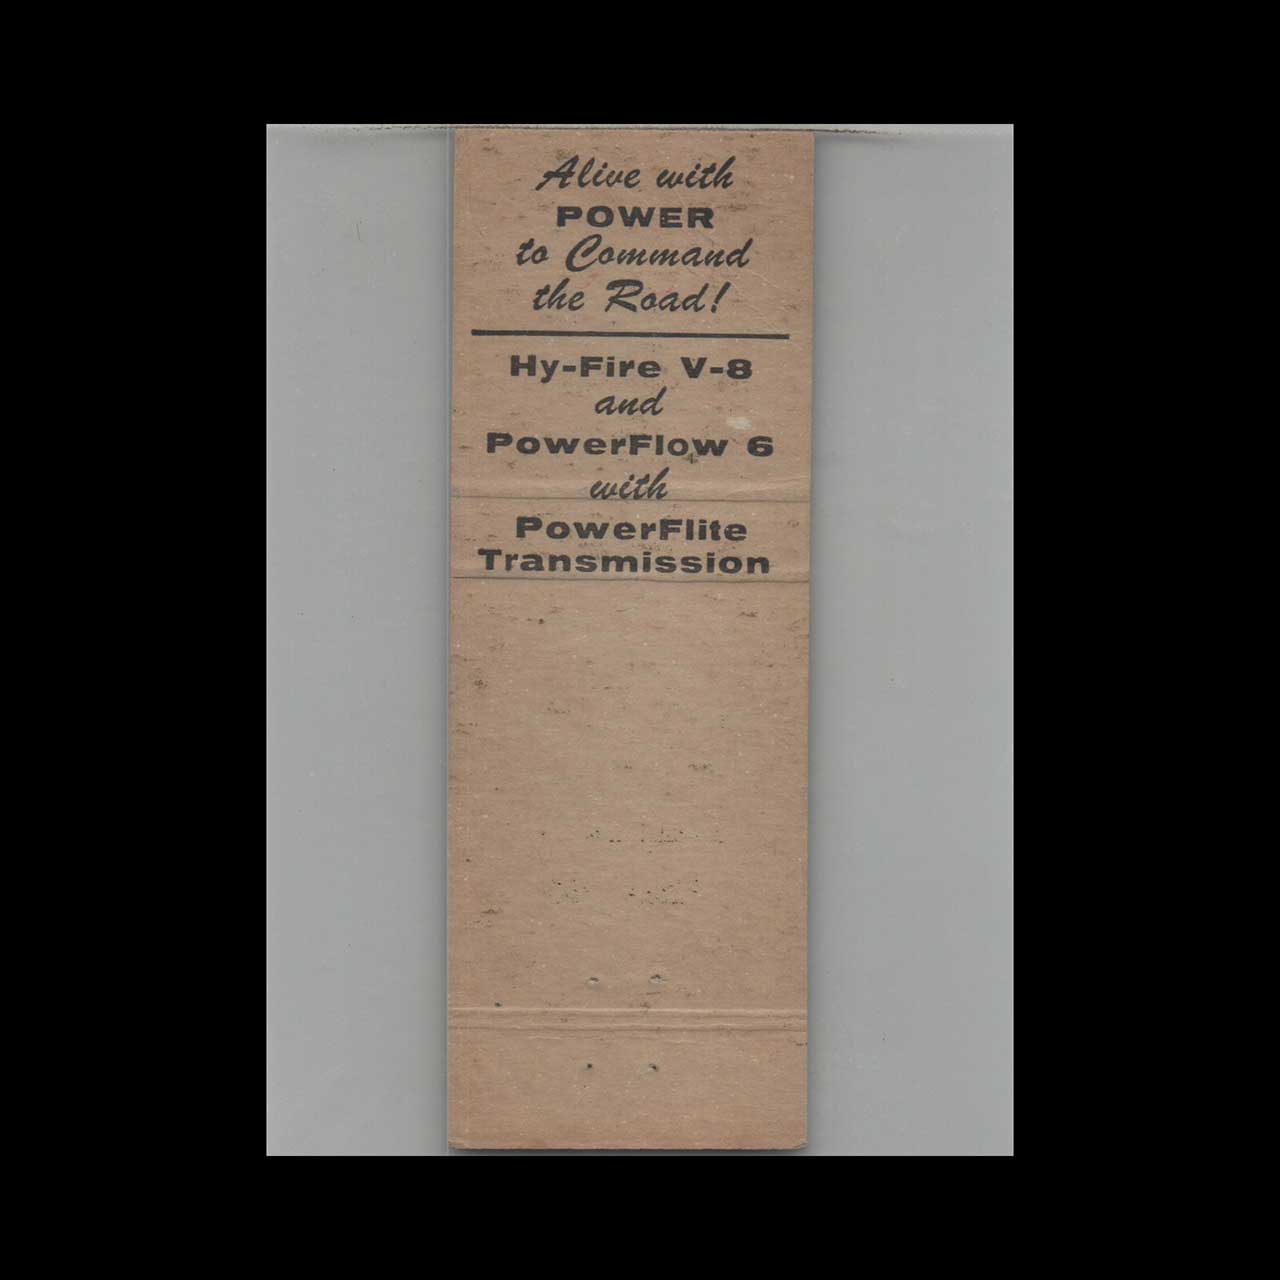 Alive with
POWER
to Command
the Road!
Hy-Fire V-8
and
PowerFlow 6
with
PowerFlite
Transmission